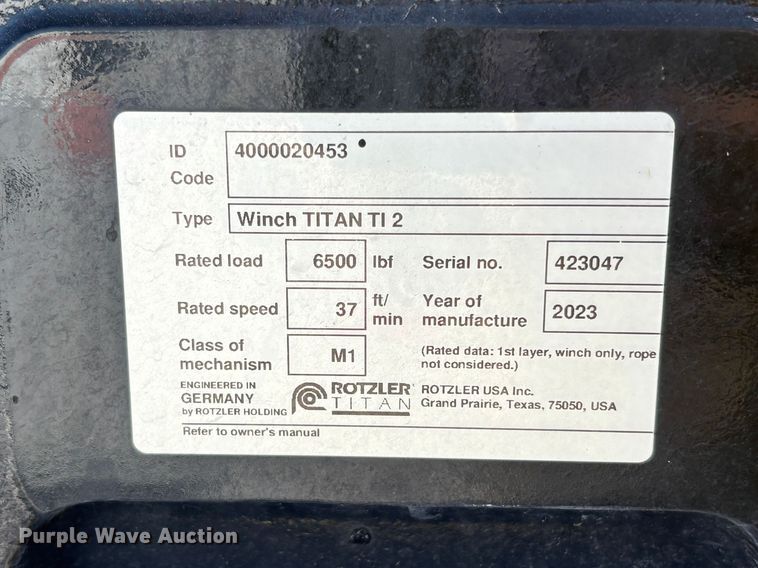 ID 4000020453
Code
Type Winch TITAN TI 2
Rated load 6500 lbf Serial no. 423047
Rated speed 37 ft/min Year of manufacture 2023
Class of mechanism M1
(Rated data: 1st layer, winch only, rope
not considered.)
ENGINEERED IN
GERMANY
by ROTZLER HOLDING
ROTZLER
TITAN
ROTZLER USA Inc.
Grand Prairie, Texas, 75050, USA
Refer to owner's manual
Purple Wave Auction